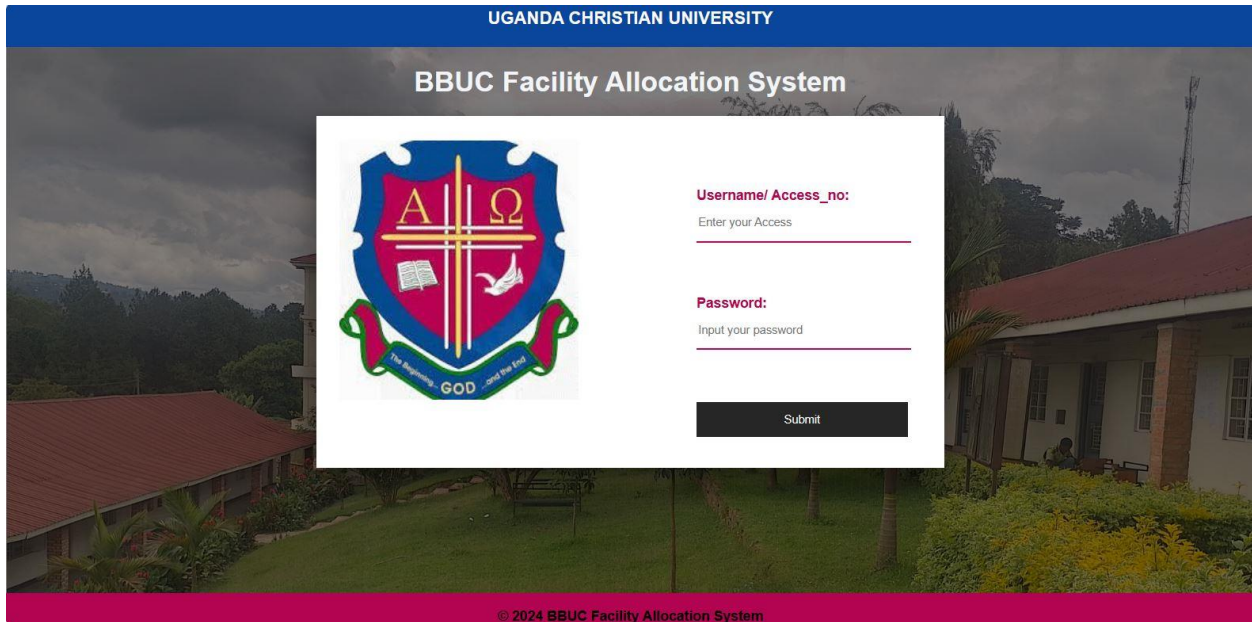 UGANDA CHRISTIAN UNIVERSITY
BBUC Facility Allocation System
Α Ω
The Beginning... GOD ...and the End
Username/ Access_no:
Enter your Access
Password:
Input your password
Submit
© 2024 BBUC Facility Allocation System